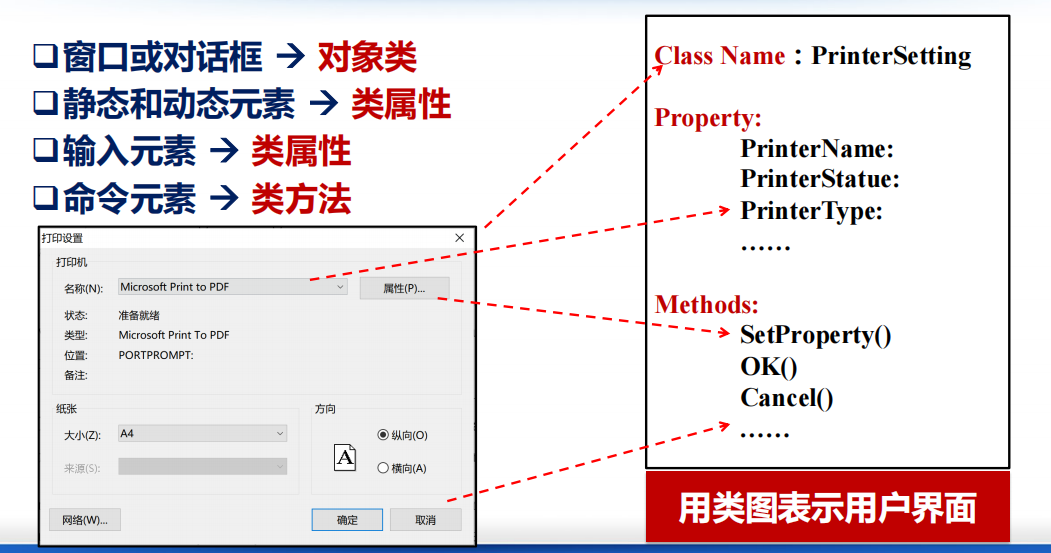 ❑窗口或对话框 → 对象类
❑静态和动态元素 → 类属性
❑输入元素 → 类属性
❑命令元素 → 类方法
打印设置
打印机
名称(N): Microsoft Print to PDF 属性(P)...
状态: 准备就绪
类型: Microsoft Print To PDF
位置: PORTPROMPT:
备注:
纸张
大小(Z): A4
来源(S):
方向
A
纵向(O)
横向(A)
网络(W)... 确定 取消
Class Name：PrinterSetting
Property:
PrinterName:
PrinterStatue:
PrinterType:
……
Methods:
SetProperty()
OK()
Cancel()
……
用类图表示用户界面